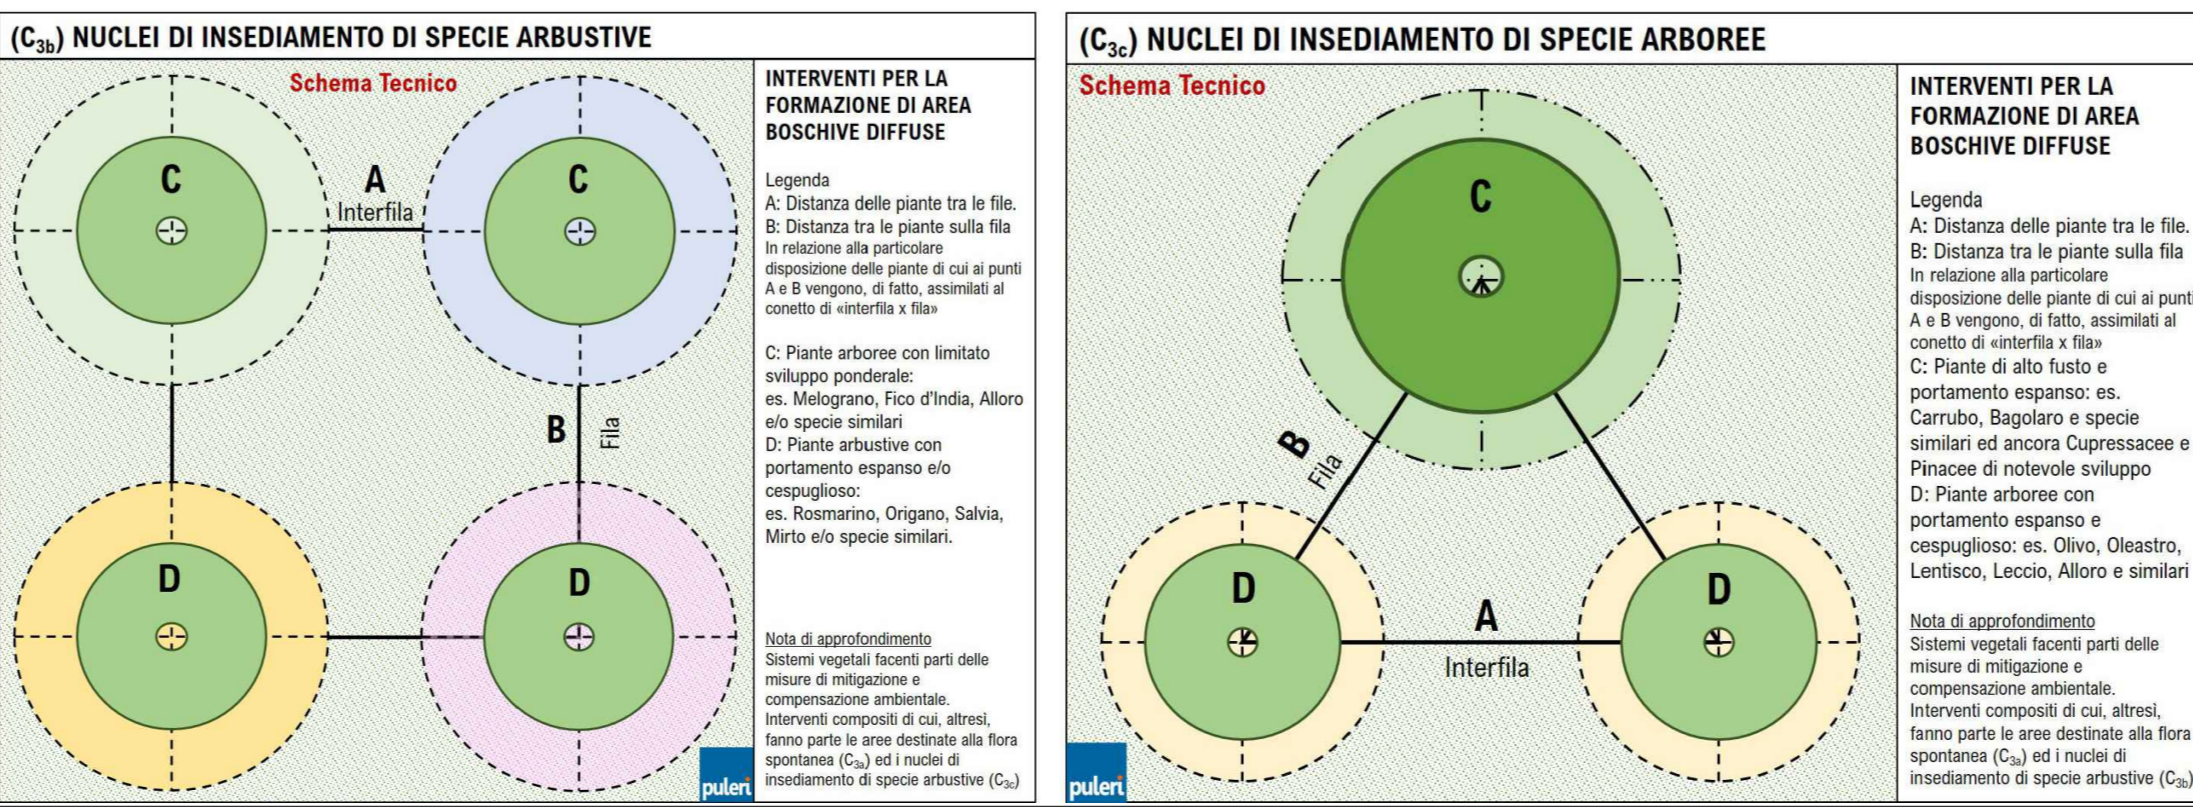 (C3b) NUCLEI DI INSEDIAMENTO DI SPECIE ARBUSTIVE
Schema Tecnico
C
A
Interfila
C
B
Fila
D
D
puleri
INTERVENTI PER LA
FORMAZIONE DI AREA
BOSCHIVE DIFFUSE
Legenda
A: Distanza delle piante tra le file.
B: Distanza tra le piante sulla fila
In relazione alla particolare
disposizione delle piante di cui ai punti
A e B vengono, di fatto, assimilati al
conetto di «interfila x fila»
C: Piante arboree con limitato
sviluppo ponderale:
es. Melograno, Fico d'India, Alloro
e/o specie similari
D: Piante arbustive con
portamento espanso e/o
cespuglioso:
es. Rosmarino, Origano, Salvia,
Mirto e/o specie similari.
Nota di approfondimento
Sistemi vegetali facenti parti delle
misure di mitigazione e
compensazione ambientale.
Interventi compositi di cui, altresì,
fanno parte le aree destinate alla flora
spontanea (C3a) ed i nuclei di
insediamento di specie arbustive (C3c)
(C3c) NUCLEI DI INSEDIAMENTO DI SPECIE ARBOREE
Schema Tecnico
C
B
Fila
D
A
Interfila
D
puleri
INTERVENTI PER LA
FORMAZIONE DI AREA
BOSCHIVE DIFFUSE
Legenda
A: Distanza delle piante tra le file.
B: Distanza tra le piante sulla fila
In relazione alla particolare
disposizione delle piante di cui ai punti
A e B vengono, di fatto, assimilati al
conetto di «interfila x fila»
C: Piante di alto fusto e
portamento espanso: es.
Carrubo, Bagolaro e specie
similari ed ancora Cupressacee e
Pinacee di notevole sviluppo
D: Piante arboree con
portamento espanso e
cespuglioso: es. Olivo, Oleastro,
Lentisco, Leccio, Alloro e similari
Nota di approfondimento
Sistemi vegetali facenti parti delle
misure di mitigazione e
compensazione ambientale.
Interventi compositi di cui, altresì,
fanno parte le aree destinate alla flora
spontanea (C3a) ed i nuclei di
insediamento di specie arbustive (C3b)